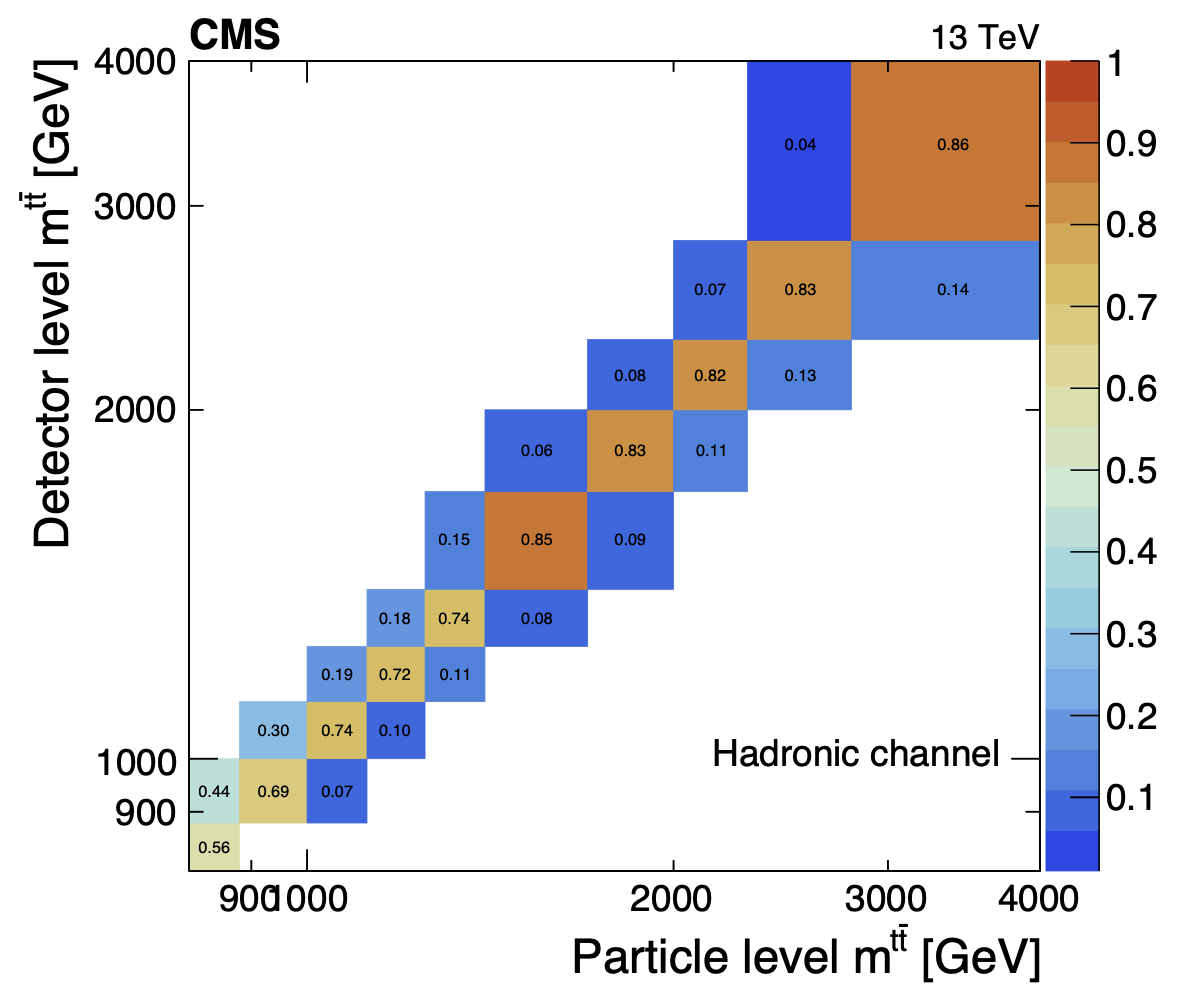 CMS 13 TeV
Detector level m^{tt̄} [GeV]
4000
3000
2000
1000
900
0.04 0.86
0.07 0.83 0.14
0.08 0.82 0.13
0.06 0.83 0.11
0.15 0.85 0.09
0.18 0.74 0.08
0.19 0.72 0.11
0.30 0.74 0.10
0.44 0.69 0.07
0.56
Hadronic channel
900 1000 2000 3000 4000
Particle level m^{tt̄} [GeV]
1
0.9
0.8
0.7
0.6
0.5
0.4
0.3
0.2
0.1